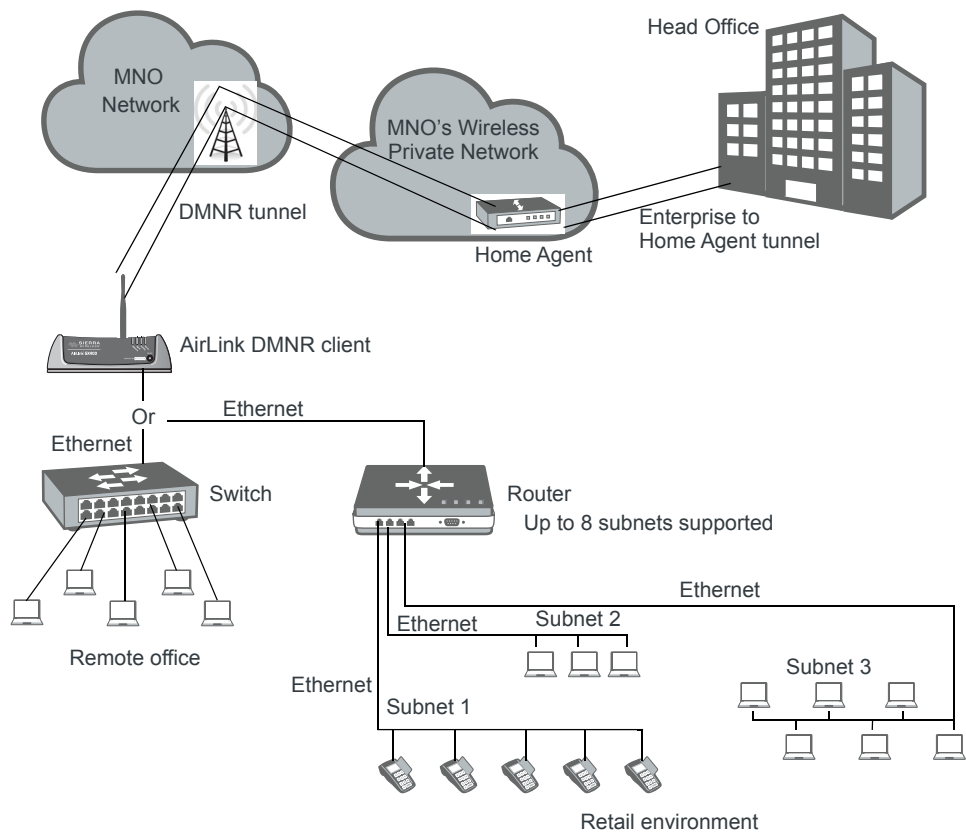 Head Office
MNO
Network
MNO's Wireless
Private Network
DMNR tunnel
Enterprise to
Home Agent tunnel
Home Agent
SIERRA
AirLink DMNR client
Or
Ethernet
Ethernet
Switch
Router
Up to 8 subnets supported
Ethernet
Ethernet
Subnet 2
Remote office
Subnet 3
Ethernet
Subnet 1
Retail environment